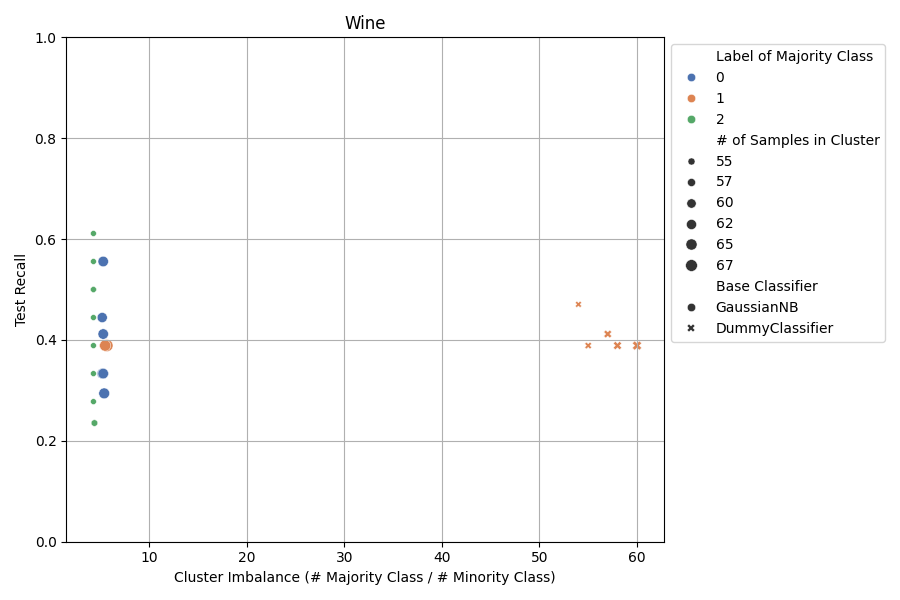 Wine
1.0
0.8
0.6
0.4
0.2
0.0
Test Recall
10
20
30
40
50
60
Cluster Imbalance (# Majority Class / # Minority Class)
Label of Majority Class
0
1
2
# of Samples in Cluster
55
57
60
62
65
67
Base Classifier
GaussianNB
DummyClassifier